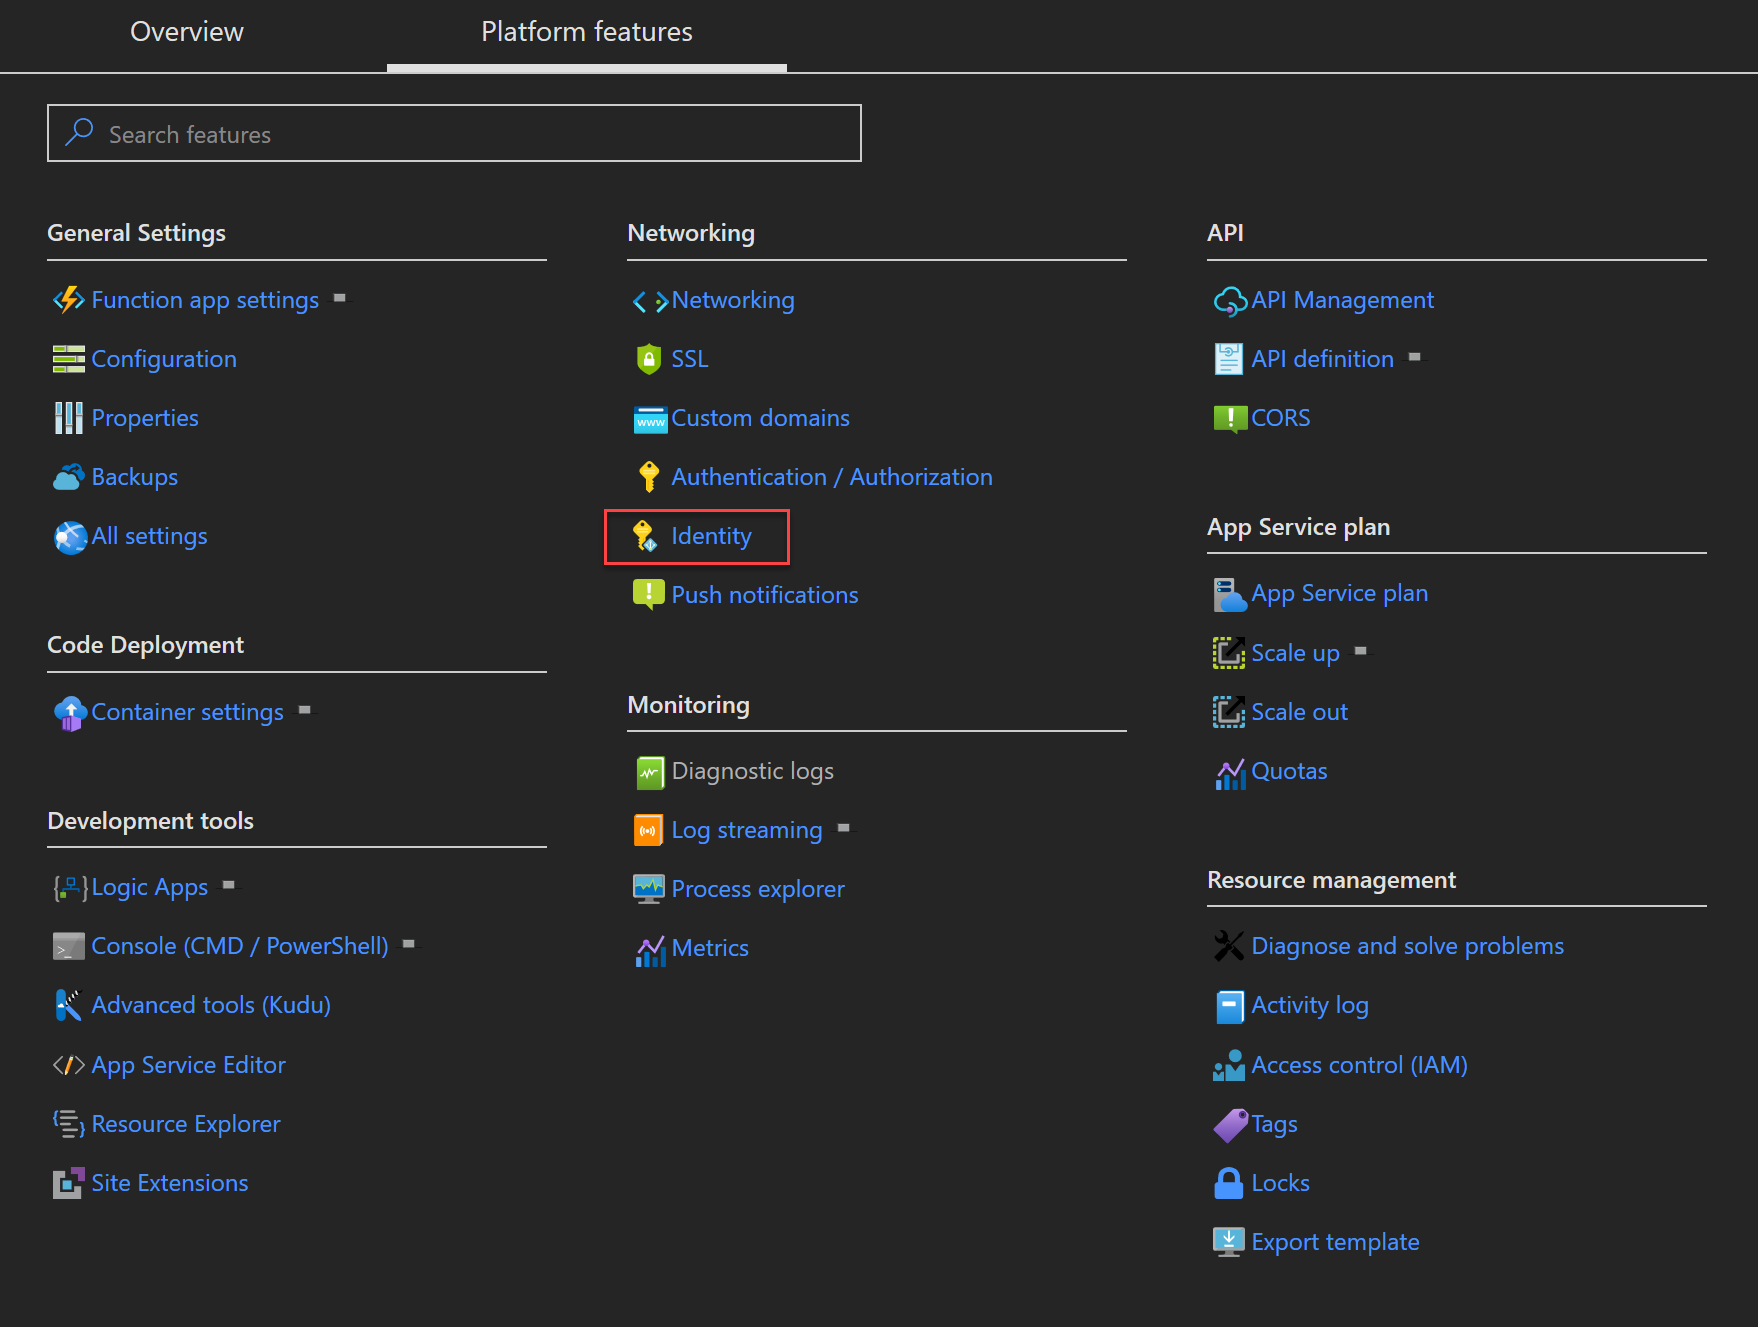 Overview
Platform features
Search features
General Settings
Function app settings
Configuration
Properties
Backups
All settings
Code Deployment
Container settings
Development tools
Logic Apps
Console (CMD / PowerShell)
Advanced tools (Kudu)
App Service Editor
Resource Explorer
Site Extensions
Networking
Networking
SSL
www
Custom domains
Authentication / Authorization
Identity
Push notifications
Monitoring
Diagnostic logs
Log streaming
Process explorer
Metrics
API
API Management
API definition
CORS
App Service plan
App Service plan
Scale up
Scale out
Quotas
Resource management
Diagnose and solve problems
Activity log
Access control (IAM)
Tags
Locks
Export template